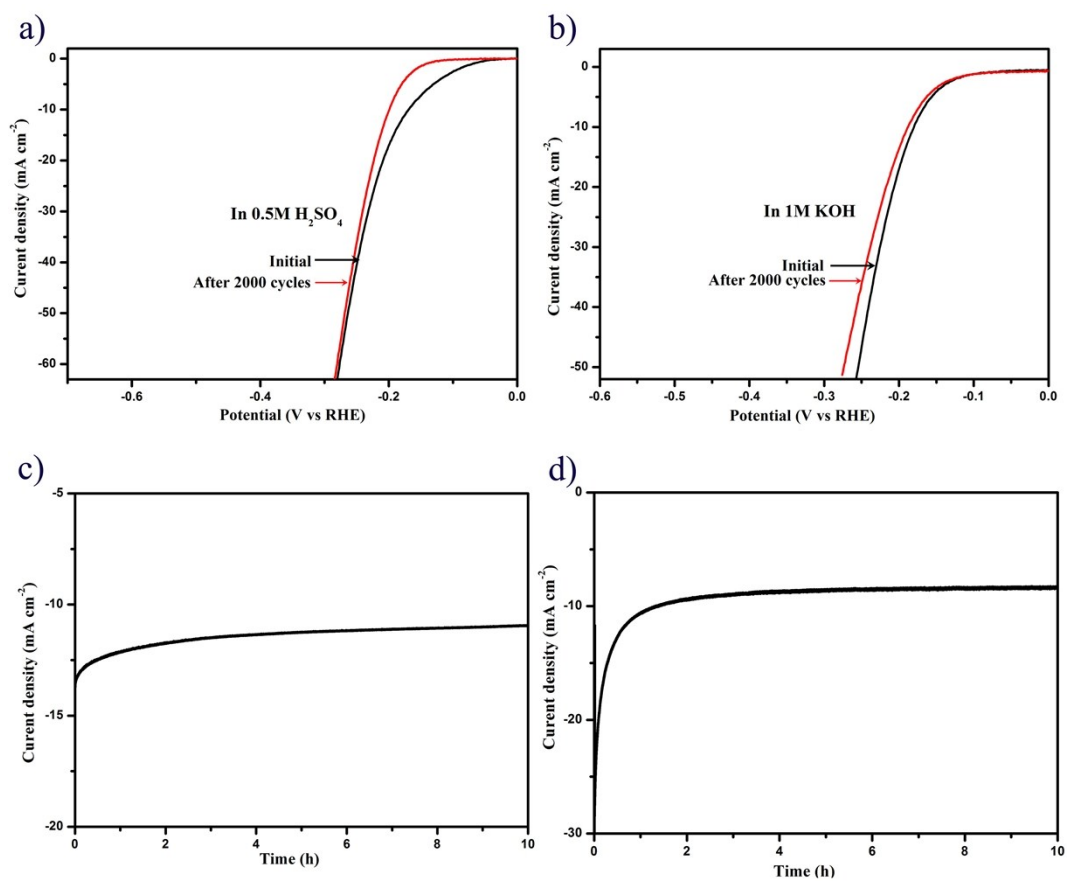 a)
0
-10
-20
-30
-40
-50
-60
Curent density (mA cm⁻²)
In 0.5M H₂SO₄
Initial
After 2000 cycles
-0.6
-0.4
-0.2
0.0
Potential (V vs RHE)
b)
0
-10
-20
-30
-40
-50
Curent density (mA cm⁻²)
In 1M KOH
Initial
After 2000 cycles
-0.6
-0.5
-0.4
-0.3
-0.2
-0.1
0.0
Potential (V vs RHE)
c)
-5
-10
-15
-20
Curent density (mA cm⁻²)
0
2
4
6
8
10
Time (h)
d)
0
-10
-20
-30
Curent density (mA cm⁻²)
0
2
4
6
8
10
Time (h)